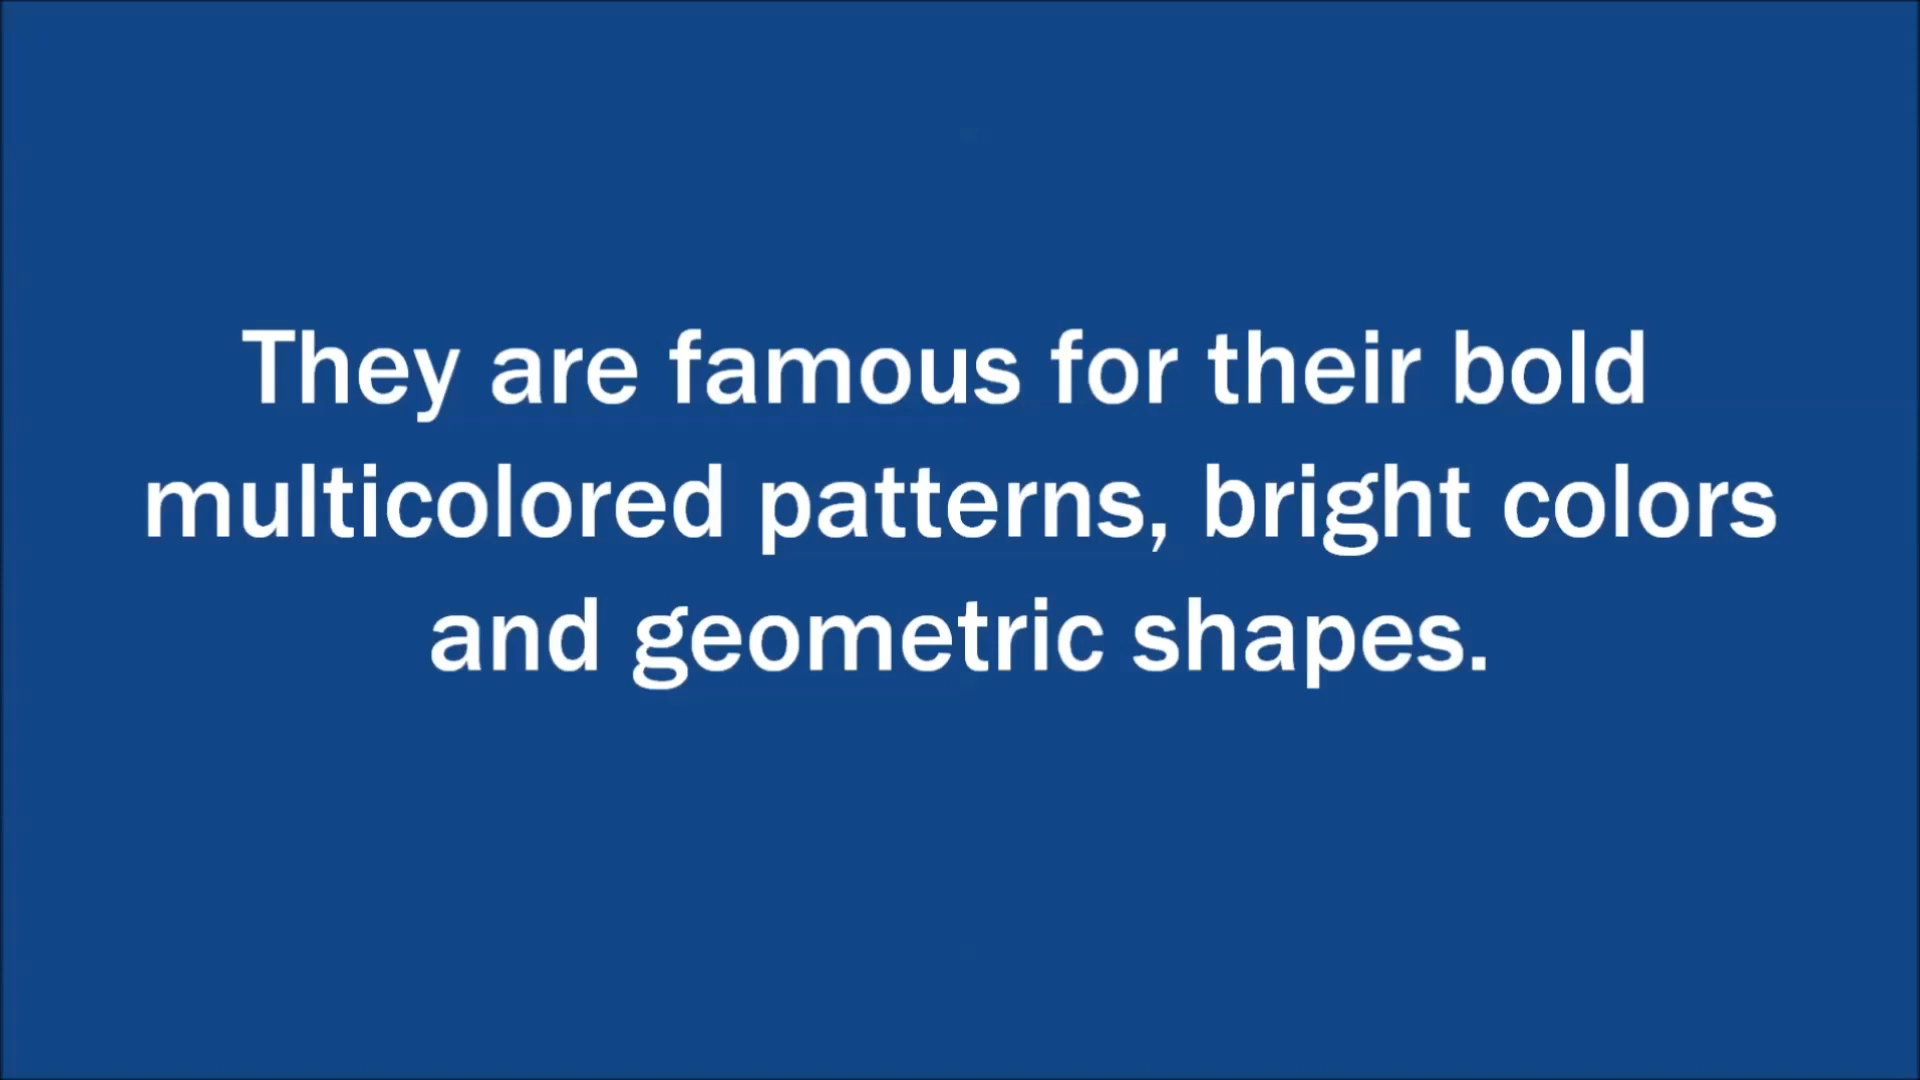 They are famous for their bold
multicolored patterns, bright colors
and geometric shapes.